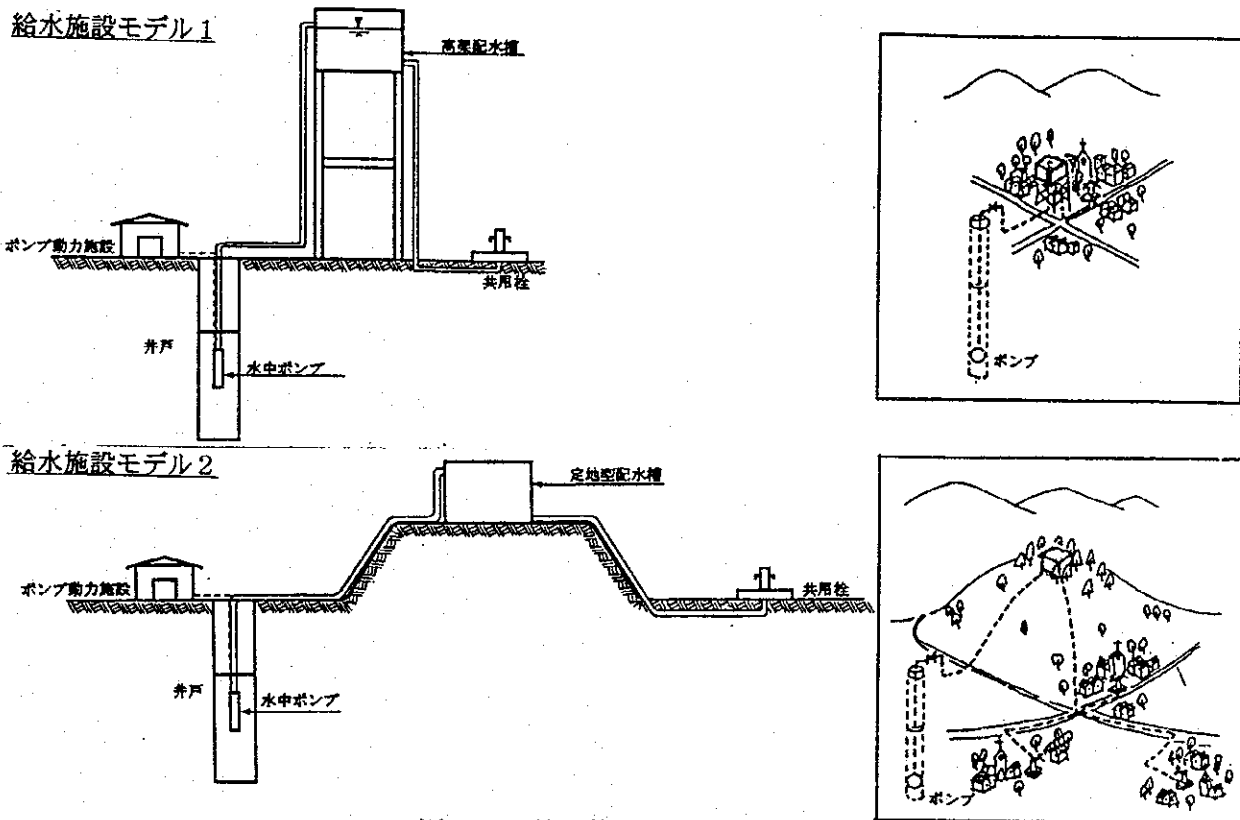 給水施設モデル1
高架配水槽
ポンプ動力施設
共用栓
井戸
水中ポンプ
ポンプ
給水施設モデル2
定地型配水槽
ポンプ動力施設
共用栓
井戸
水中ポンプ
ポンプ